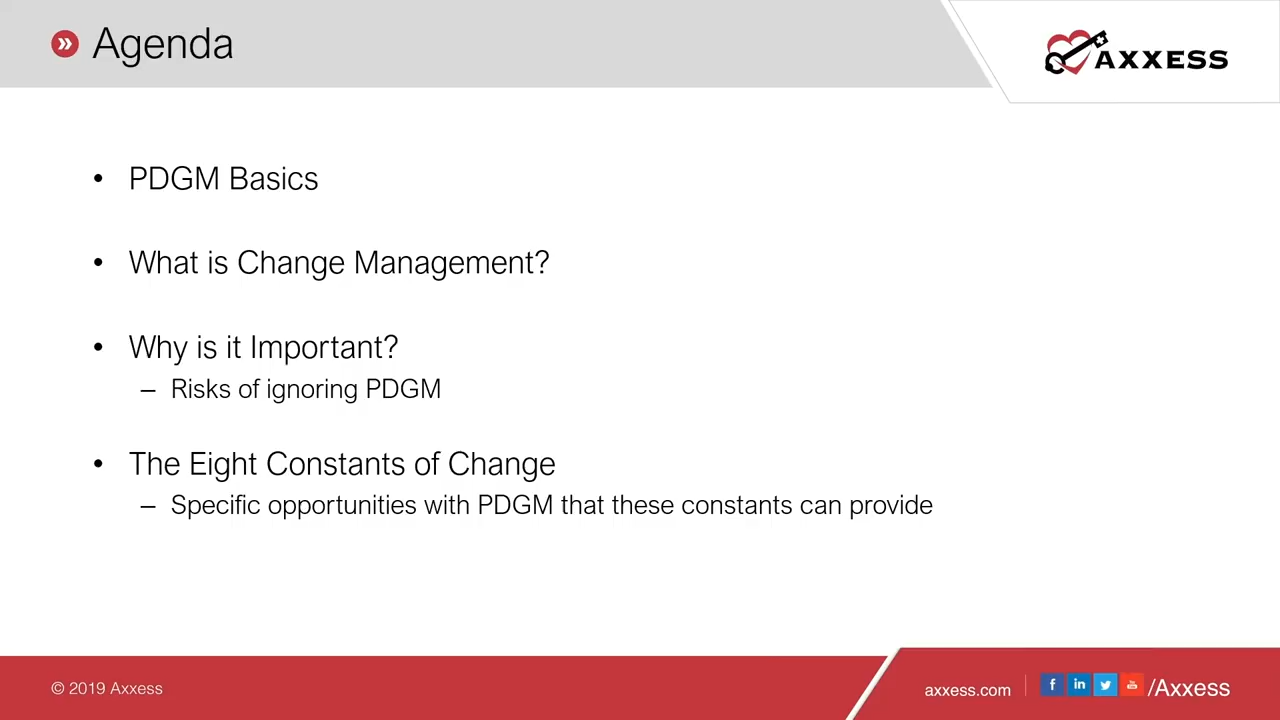 Agenda
AXXESS
• PDGM Basics
• What is Change Management?
• Why is it Important?
– Risks of ignoring PDGM
• The Eight Constants of Change
– Specific opportunities with PDGM that these constants can provide
© 2019 Axxess
axxess.com
/Axxess